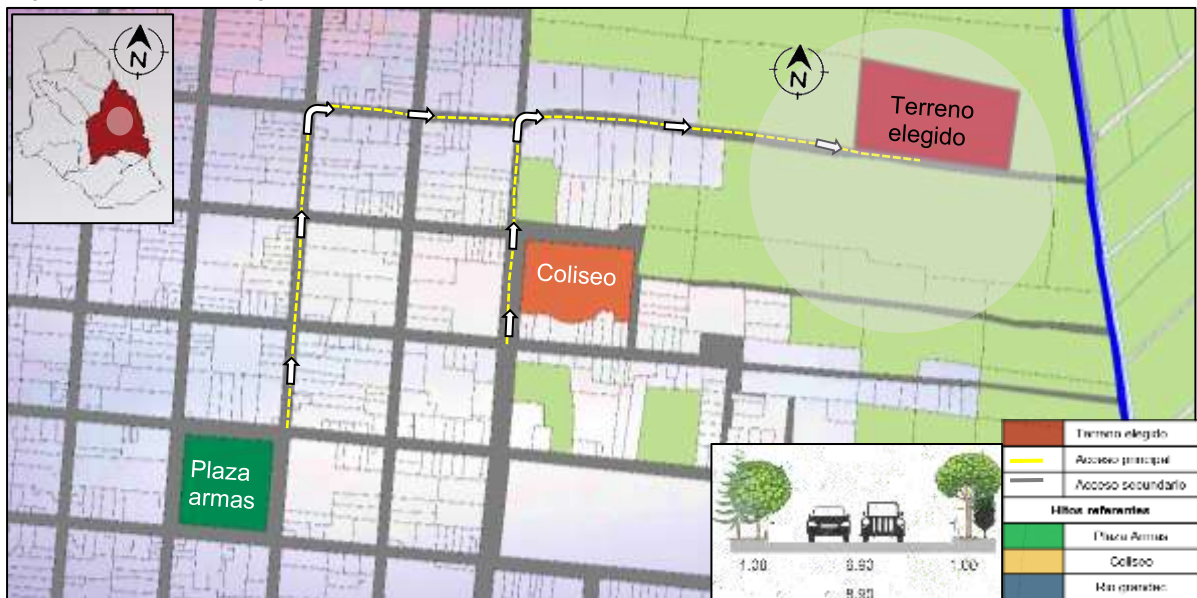 N
N
Terreno
elegido
Coliseo
Plaza
armas
Terreno elegido
Acceso principal
Acceso secundario
Hitos referentes
Plaza Armas
Coliseo
1.00
1.00